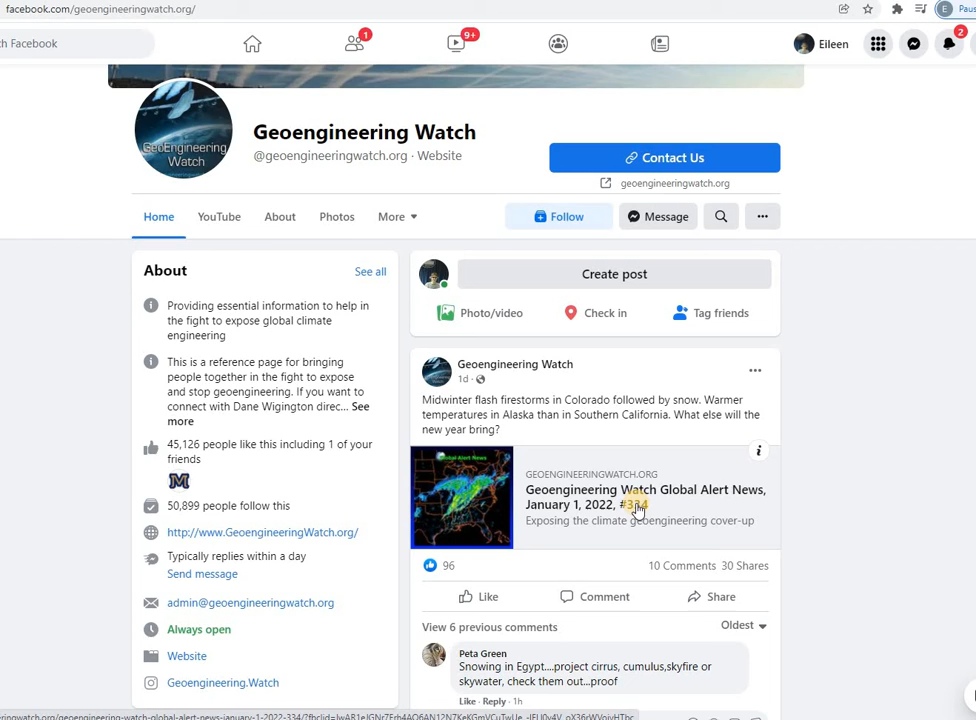 facebook.com/geoengineeringwatch.org/
E Paus
ch Facebook
1
9+
Eileen
2
GeoEngineering
Watch
Geoengineering Watch
@geoengineeringwatch.org · Website
Contact Us
geoengineeringwatch.org
Home YouTube About Photos More
Follow Message
About See all
Providing essential information to help in
the fight to expose global climate
engineering
This is a reference page for bringing
people together in the fight to expose
and stop geoengineering. If you want to
connect with Dane Wigington direc... See
more
45,126 people like this including 1 of your
friends
M
50,899 people follow this
http://www.GeoengineeringWatch.org/
Typically replies within a day
Send message
admin@geoengineeringwatch.org
Always open
Website
Geoengineering.Watch
Create post
Photo/video Check in Tag friends
Geoengineering Watch
1d ·
Midwinter flash firestorms in Colorado followed by snow. Warmer
temperatures in Alaska than in Southern California. What else will the
new year bring?
Global Alert News
GEOENGINEERINGWATCH.ORG
Geoengineering Watch Global Alert News,
January 1, 2022, #334
Exposing the climate geoengineering cover-up
96 10 Comments 30 Shares
Like Comment Share
View 6 previous comments Oldest
Peta Green
Snowing in Egypt....project cirrus, cumulus,skyfire or
skywater, check them out...proof
Like · Reply · 1h